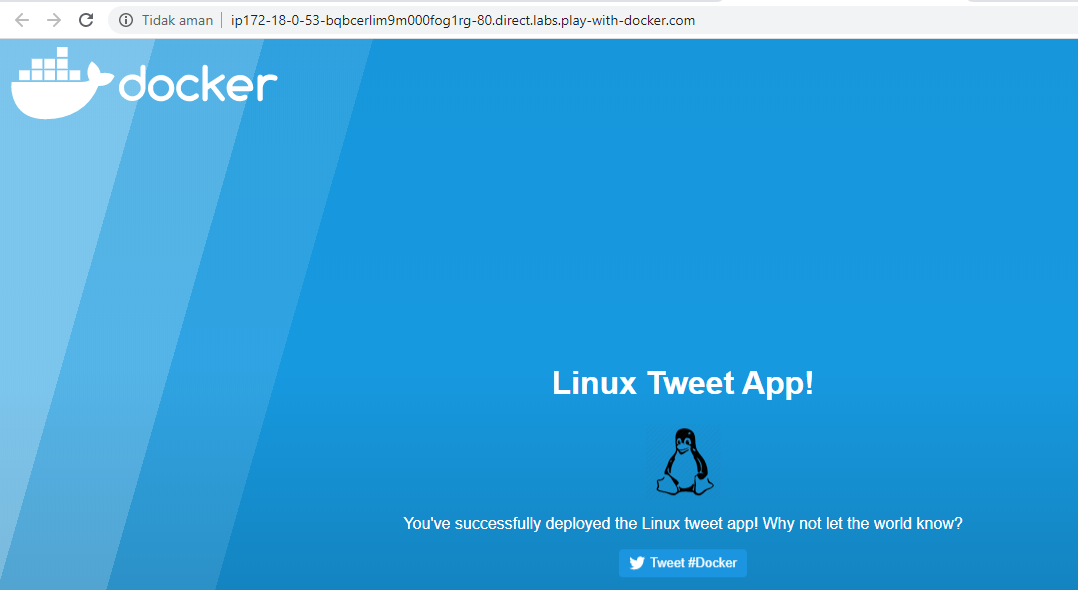 Tidak aman
ip172-18-0-53-bqbcerlim9m000fog1rg-80.direct.labs.play-with-docker.com
docker
Linux Tweet App!
You've successfully deployed the Linux tweet app! Why not let the world know?
Tweet #Docker